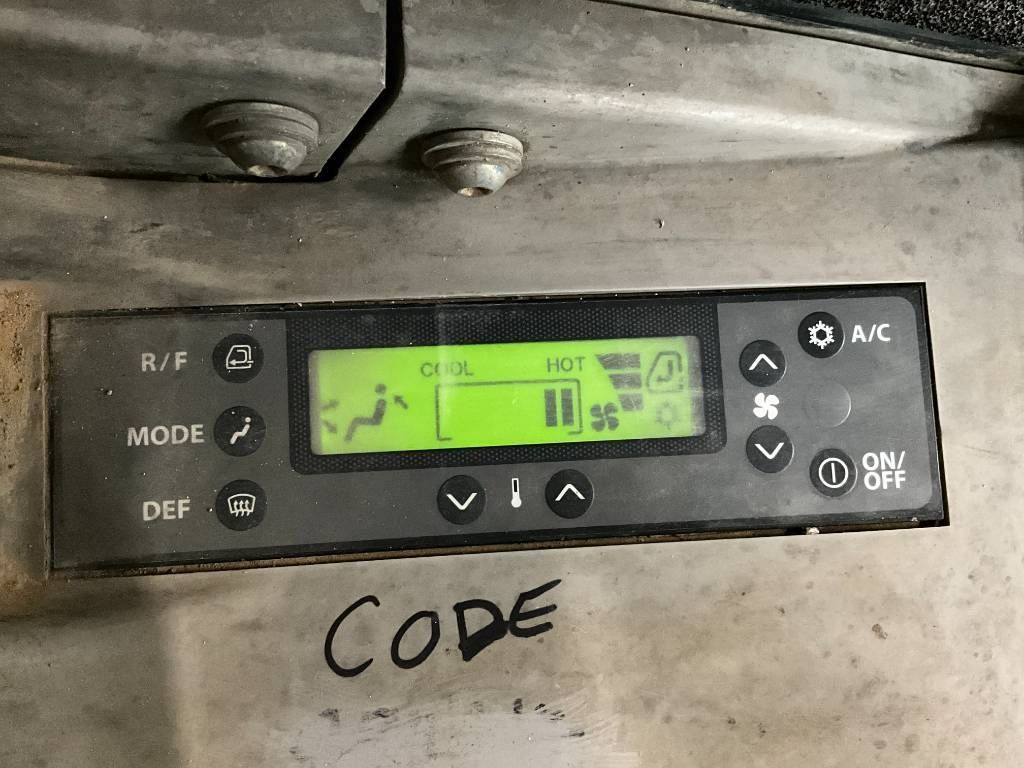 COOL HOT
R/F
MODE
DEF
A/C
ON/
OFF
CODE